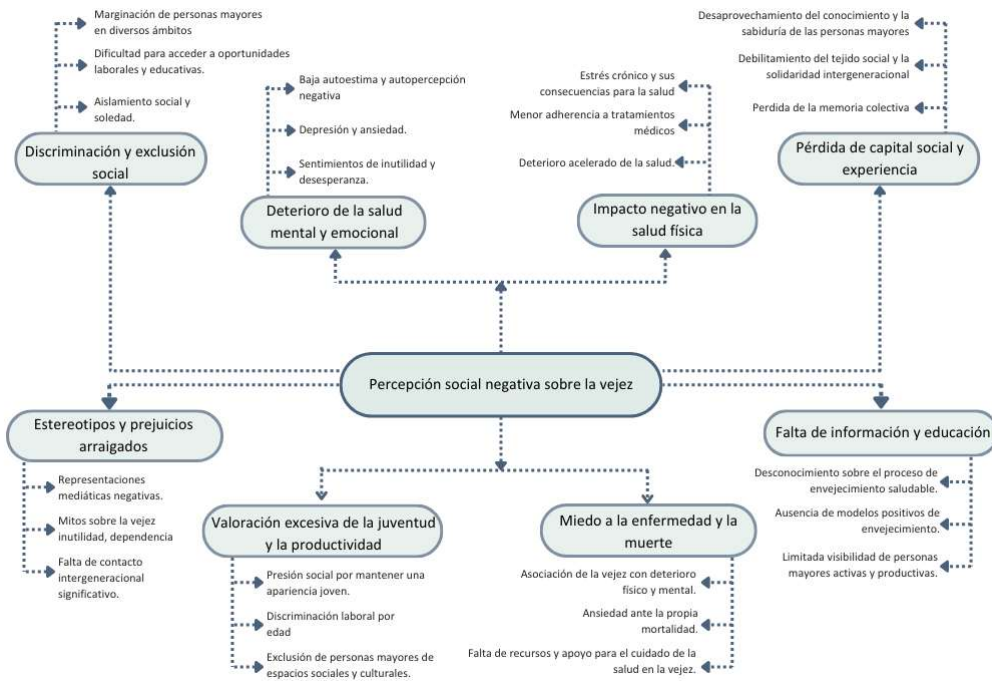 Marginación de personas mayores
en diversos ámbitos
Dificultad para acceder a oportunidades
laborales y educativas.
Aislamiento social y
soledad.
Discriminación y exclusión
social
Baja autoestima y autopercepción
negativa
Depresión y ansiedad.
Sentimientos de inutilidad y
desesperanza.
Deterioro de la salud
mental y emocional
Estrés crónico y sus
consecuencias para la salud
Menor adherencia a tratamientos
médicos
Deterioro acelerado de la salud.
Impacto negativo en la
salud física
Desaprovechamiento del conocimiento y la
sabiduría de las personas mayores
Debilitamiento del tejido social y la
solidaridad intergeneracional
Perdida de la memoria colectiva
Pérdida de capital social y
experiencia
Percepción social negativa sobre la vejez
Estereotipos y prejuicios
arraigados
Representaciones
mediáticas negativas.
Mitos sobre la vejez
inutilidad, dependencia
Falta de contacto
intergeneracional
significativo.
Valoración excesiva de la juventud
y la productividad
Presión social por mantener una
apariencia joven.
Discriminación laboral por
edad
Exclusión de personas mayores de
espacios sociales y culturales.
Miedo a la enfermedad y la
muerte
Asociación de la vejez con deterioro
físico y mental.
Ansiedad ante la propia
mortalidad.
Falta de recursos y apoyo para el cuidado de la
salud en la vejez.
Falta de información y educación
Desconocimiento sobre el proceso de
envejecimiento saludable.
Ausencia de modelos positivos de
envejecimiento.
Limitada visibilidad de personas
mayores activas y productivas.